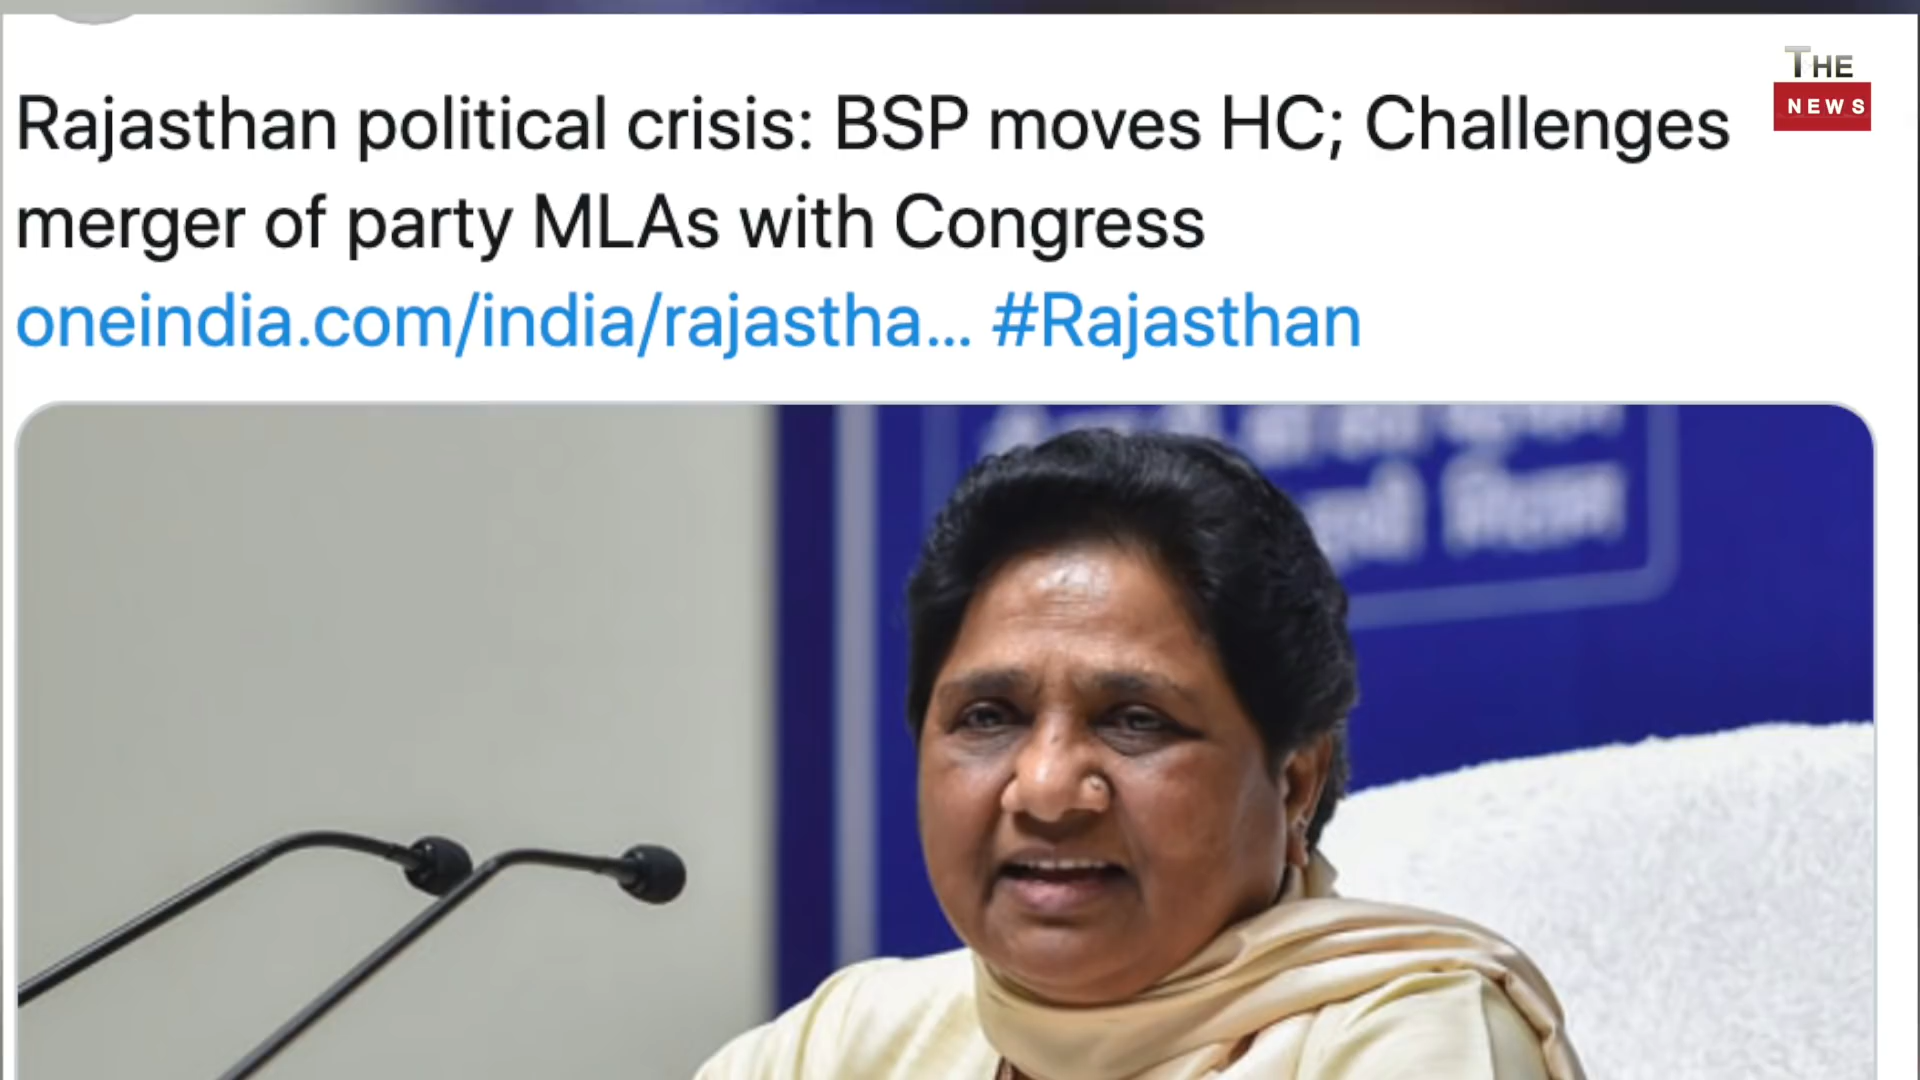 THE
NEWS
Rajasthan political crisis: BSP moves HC; Challenges
merger of party MLAs with Congress
oneindia.com/india/rajastha... #Rajasthan